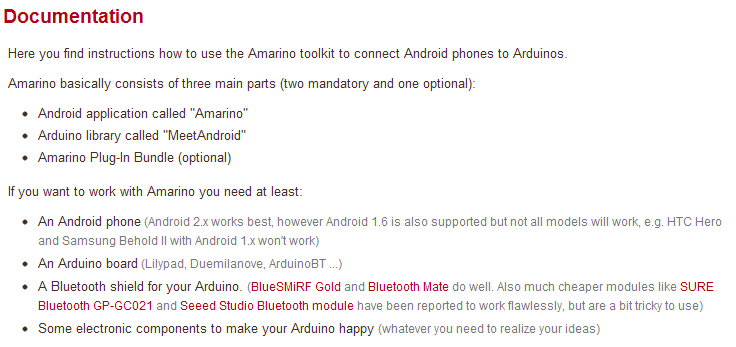 Documentation
Here you find instructions how to use the Amarino toolkit to connect Android phones to Arduinos.
Amarino basically consists of three main parts (two mandatory and one optional):
Android application called "Amarino"
Arduino library called "MeetAndroid"
Amarino Plug-In Bundle (optional)
If you want to work with Amarino you need at least:
An Android phone (Android 2.x works best, however Android 1.6 is also supported but not all models will work, e.g. HTC Hero
and Samsung Behold II with Android 1.x won't work)
An Arduino board (Lilypad, Duemilanove, ArduinoBT ...)
A Bluetooth shield for your Arduino. (BlueSMiRF Gold and Bluetooth Mate do well. Also much cheaper modules like SURE
Bluetooth GP-GC021 and Seeed Studio Bluetooth module have been reported to work flawlessly, but are a bit tricky to use)
Some electronic components to make your Arduino happy (whatever you need to realize your ideas)